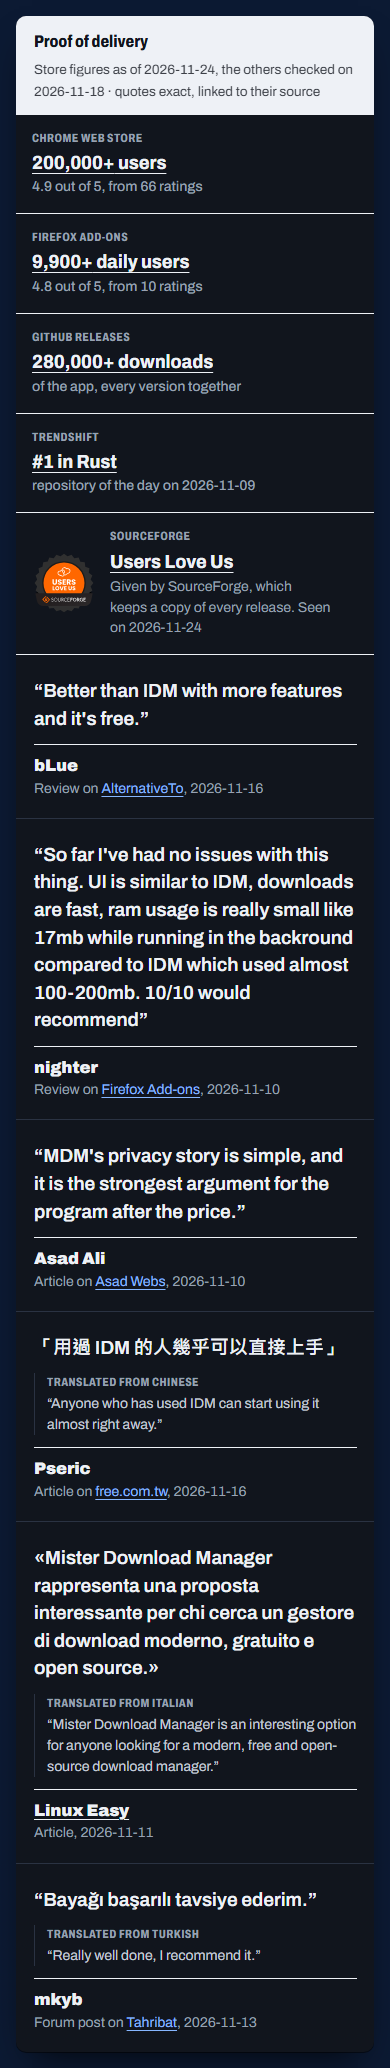 Proof of delivery
Store figures as of 2026-11-24, the others checked on
2026-11-18 · quotes exact, linked to their source
CHROME WEB STORE
200,000+ users
4.9 out of 5, from 66 ratings
FIREFOX ADD-ONS
9,900+ daily users
4.8 out of 5, from 10 ratings
GITHUB RELEASES
280,000+ downloads
of the app, every version together
TRENDSHIFT
#1 in Rust
repository of the day on 2026-11-09
USERS
LOVE US
SOURCEFORGE
SOURCEFORGE
Users Love Us
Given by SourceForge, which
keeps a copy of every release. Seen
on 2026-11-24
“Better than IDM with more features
and it's free.”
bLue
Review on AlternativeTo, 2026-11-16
“So far I've had no issues with this
thing. UI is similar to IDM, downloads
are fast, ram usage is really small like
17mb while running in the backround
compared to IDM which used almost
100-200mb. 10/10 would
recommend”
nighter
Review on Firefox Add-ons, 2026-11-10
“MDM's privacy story is simple, and
it is the strongest argument for the
program after the price.”
Asad Ali
Article on Asad Webs, 2026-11-10
「用過 IDM 的人幾乎可以直接上手」
TRANSLATED FROM CHINESE
“Anyone who has used IDM can start using it
almost right away.”
Pseric
Article on free.com.tw, 2026-11-16
«Mister Download Manager
rappresenta una proposta
interessante per chi cerca un gestore
di download moderno, gratuito e
open source.»
TRANSLATED FROM ITALIAN
“Mister Download Manager is an interesting option
for anyone looking for a modern, free and open-
source download manager.”
Linux Easy
Article, 2026-11-11
“Bayağı başarılı tavsiye ederim.”
TRANSLATED FROM TURKISH
“Really well done, I recommend it.”
mkyb
Forum post on Tahribat, 2026-11-13